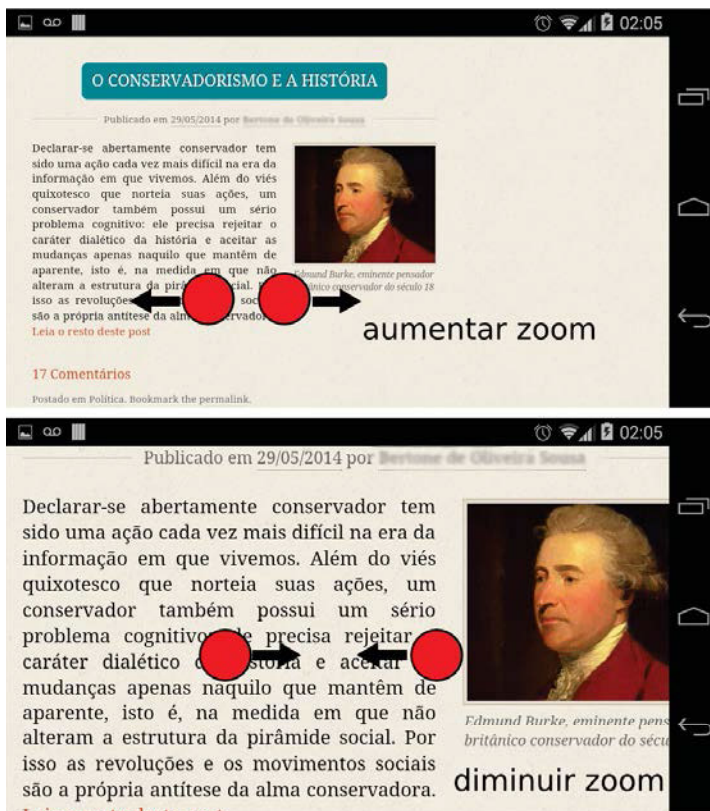 02:05
O CONSERVADORISMO E A HISTÓRIA
Publicado em 29/05/2014 por
Declarar-se abertamente conservador tem
sido uma ação cada vez mais difícil na era da
informação em que vivemos. Além do viés
quixotesco que norteia suas ações, um
conservador também possui um sério
problema cognitivo: ele precisa rejeitar o
caráter dialético da história e aceitar as
mudanças apenas naquilo que mantêm de
aparente, isto é, na medida em que não
alteram a estrutura da
isso as revoluções
são a própria antítese da
Leia o resto deste post
Edmund Burke, eminente pensador
britânico conservador do século 18
aumentar zoom
17 Comentários
Postado em Política. Bookmark the permalink.
02:05
Publicado em 29/05/2014 por
Declarar-se abertamente conservador tem
sido uma ação cada vez mais difícil na era da
informação em que vivemos. Além do viés
quixotesco que norteia suas ações, um
conservador também possui um sério
problema cognitivo precisa rejeitar
caráter dialético e
mudanças apenas naquilo que mantêm de
aparente, isto é, na medida em que não
alteram a estrutura da pirâmide social. Por
isso as revoluções e os movimentos sociais
são a própria antítese da alma conservadora.
Edmund Burke, eminente pens
britânico conservador do sécu
diminuir zoom